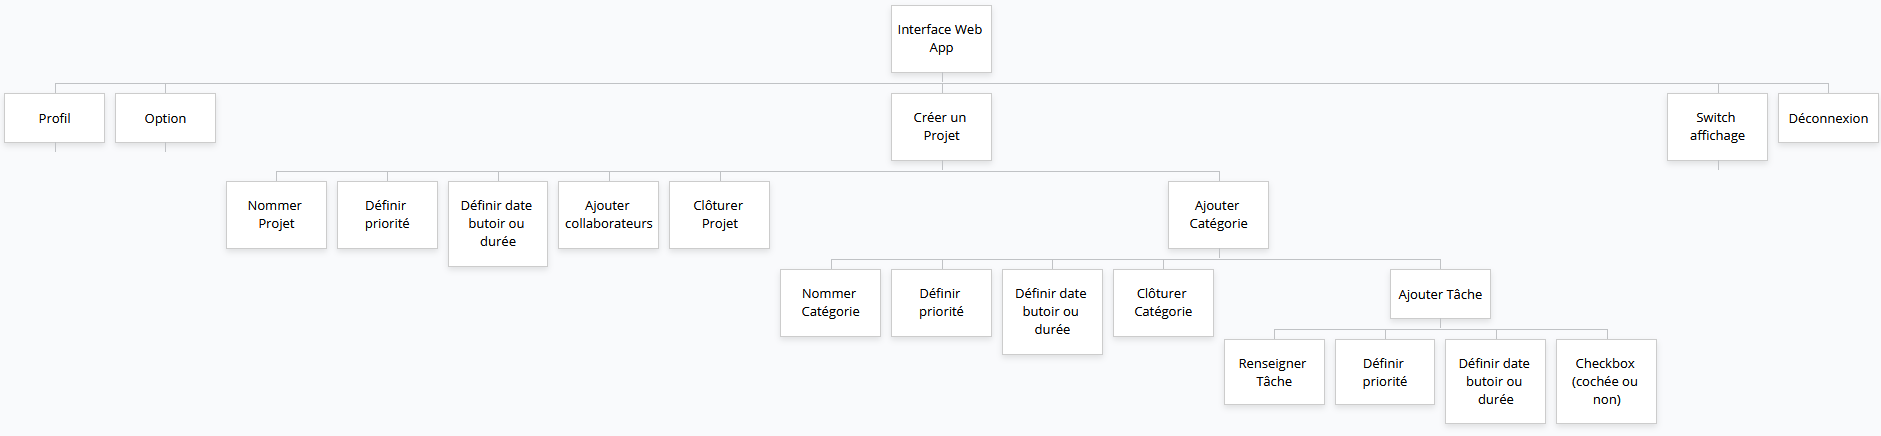 Interface Web
App
Profil
Option
Créer un
Projet
Switch
affichage
Déconnexion
Nommer
Projet
Définir
priorité
Définir date
butoir ou
durée
Ajouter
collaborateurs
Clôturer
Projet
Ajouter
Catégorie
Nommer
Catégorie
Définir
priorité
Définir date
butoir ou
durée
Clôturer
Catégorie
Ajouter Tâche
Renseigner
Tâche
Définir
priorité
Définir date
butoir ou
durée
Checkbox
(cochée ou
non)